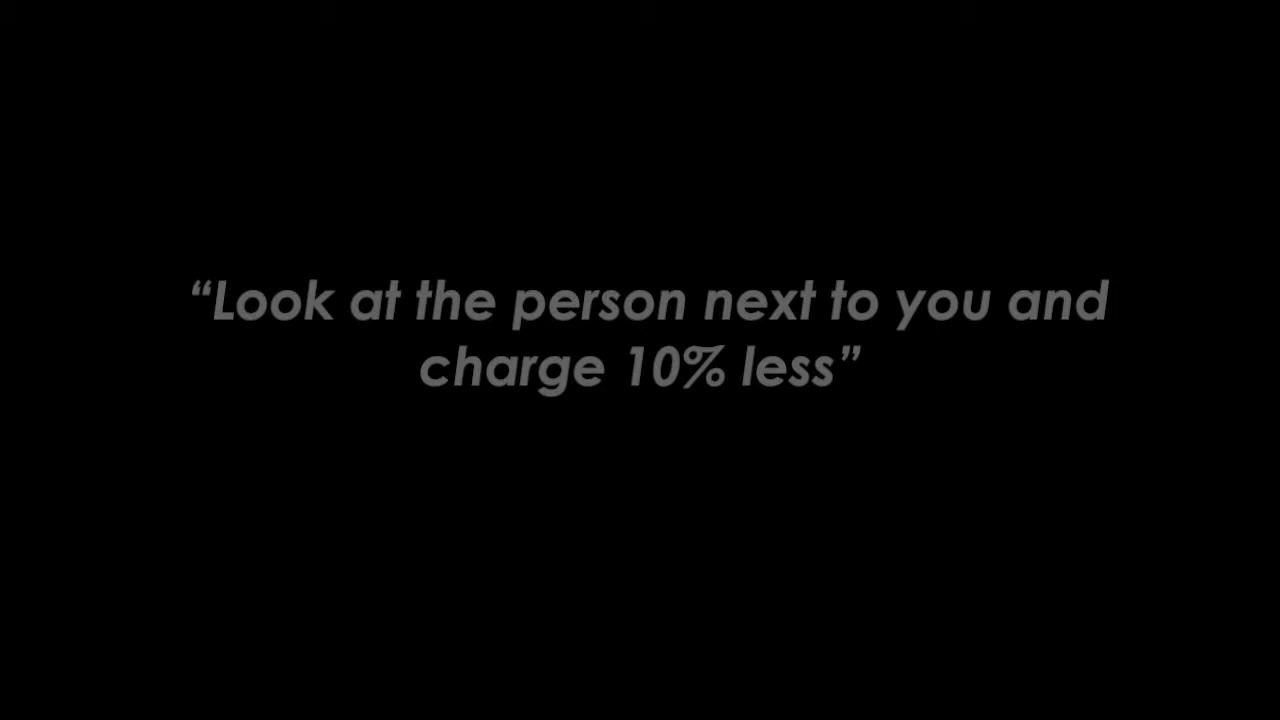 “Look at the person next to you and
charge 10% less”